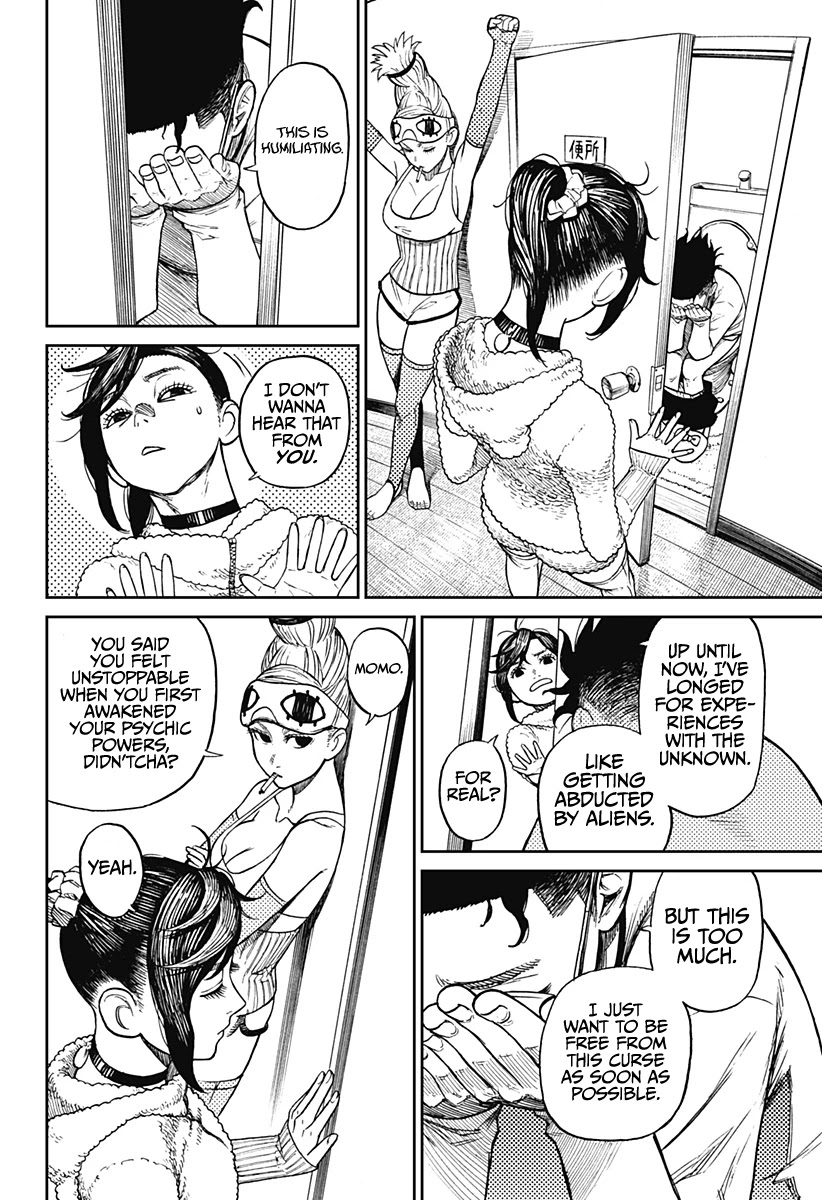 便所
THIS IS
HUMILIATING.
I DON'T
WANNA
HEAR THAT
FROM
YOU.
UP UNTIL
NOW, I'VE
LONGED
FOR EXPE-
RIENCES
WITH THE
UNKNOWN.
LIKE
GETTING
ABDUCTED
BY ALIENS.
FOR
REAL?
BUT THIS
IS TOO
MUCH.
I JUST
WANT TO BE
FREE FROM
THIS CURSE
AS SOON AS
POSSIBLE.
MOMO.
YOU SAID
YOU FELT
UNSTOPPABLE
WHEN YOU FIRST
AWAKENED
YOUR PSYCHIC
POWERS,
DIDN'TCHA?
YEAH.